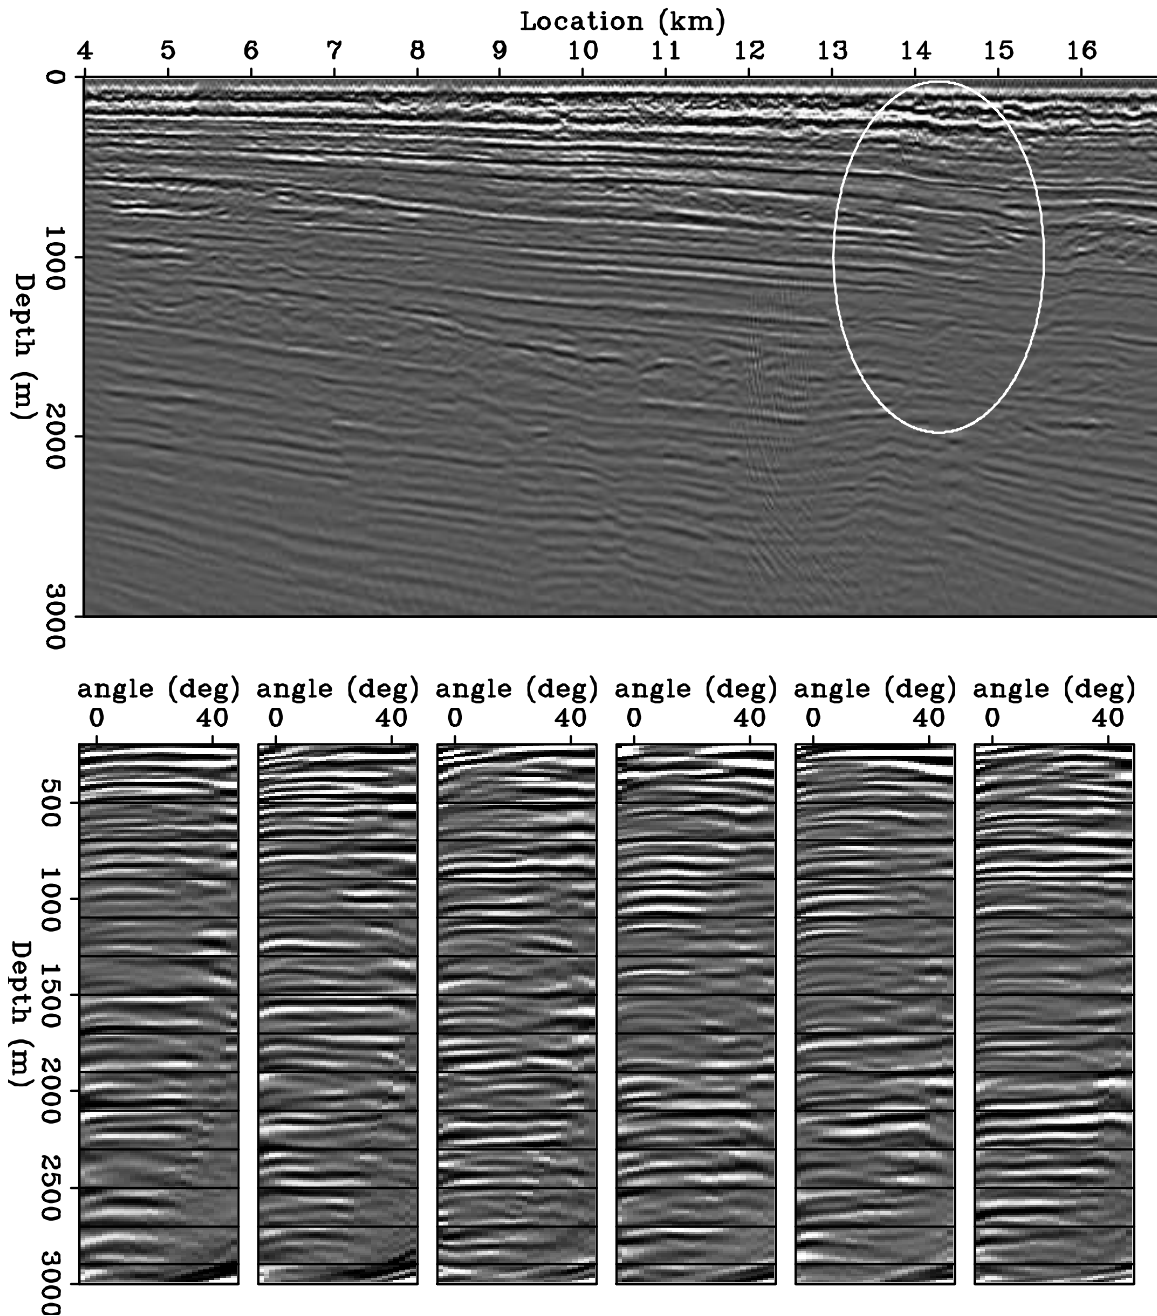 Location (km)
4 5 6 7 8 9 10 11 12 13 14 15 16
0
1000
2000
3000
Depth (m)
angle (deg) angle (deg) angle (deg) angle (deg) angle (deg) angle (deg)
0 40 0 40 0 40 0 40 0 40 0 40
500
1000
1500
2000
2500
3000
Depth (m)